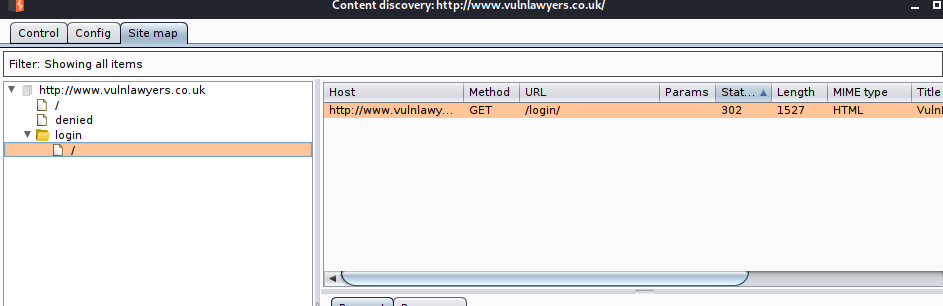 Content discovery: http://www.vulnlawyers.co.uk/
Control Config Site map
Filter: Showing all items
http://www.vulnlawyers.co.uk
/
denied
login
/
Host Method URL Params Stat... Length MIME type Title
http://www.vulnlawy... GET /login/ 302 1527 HTML